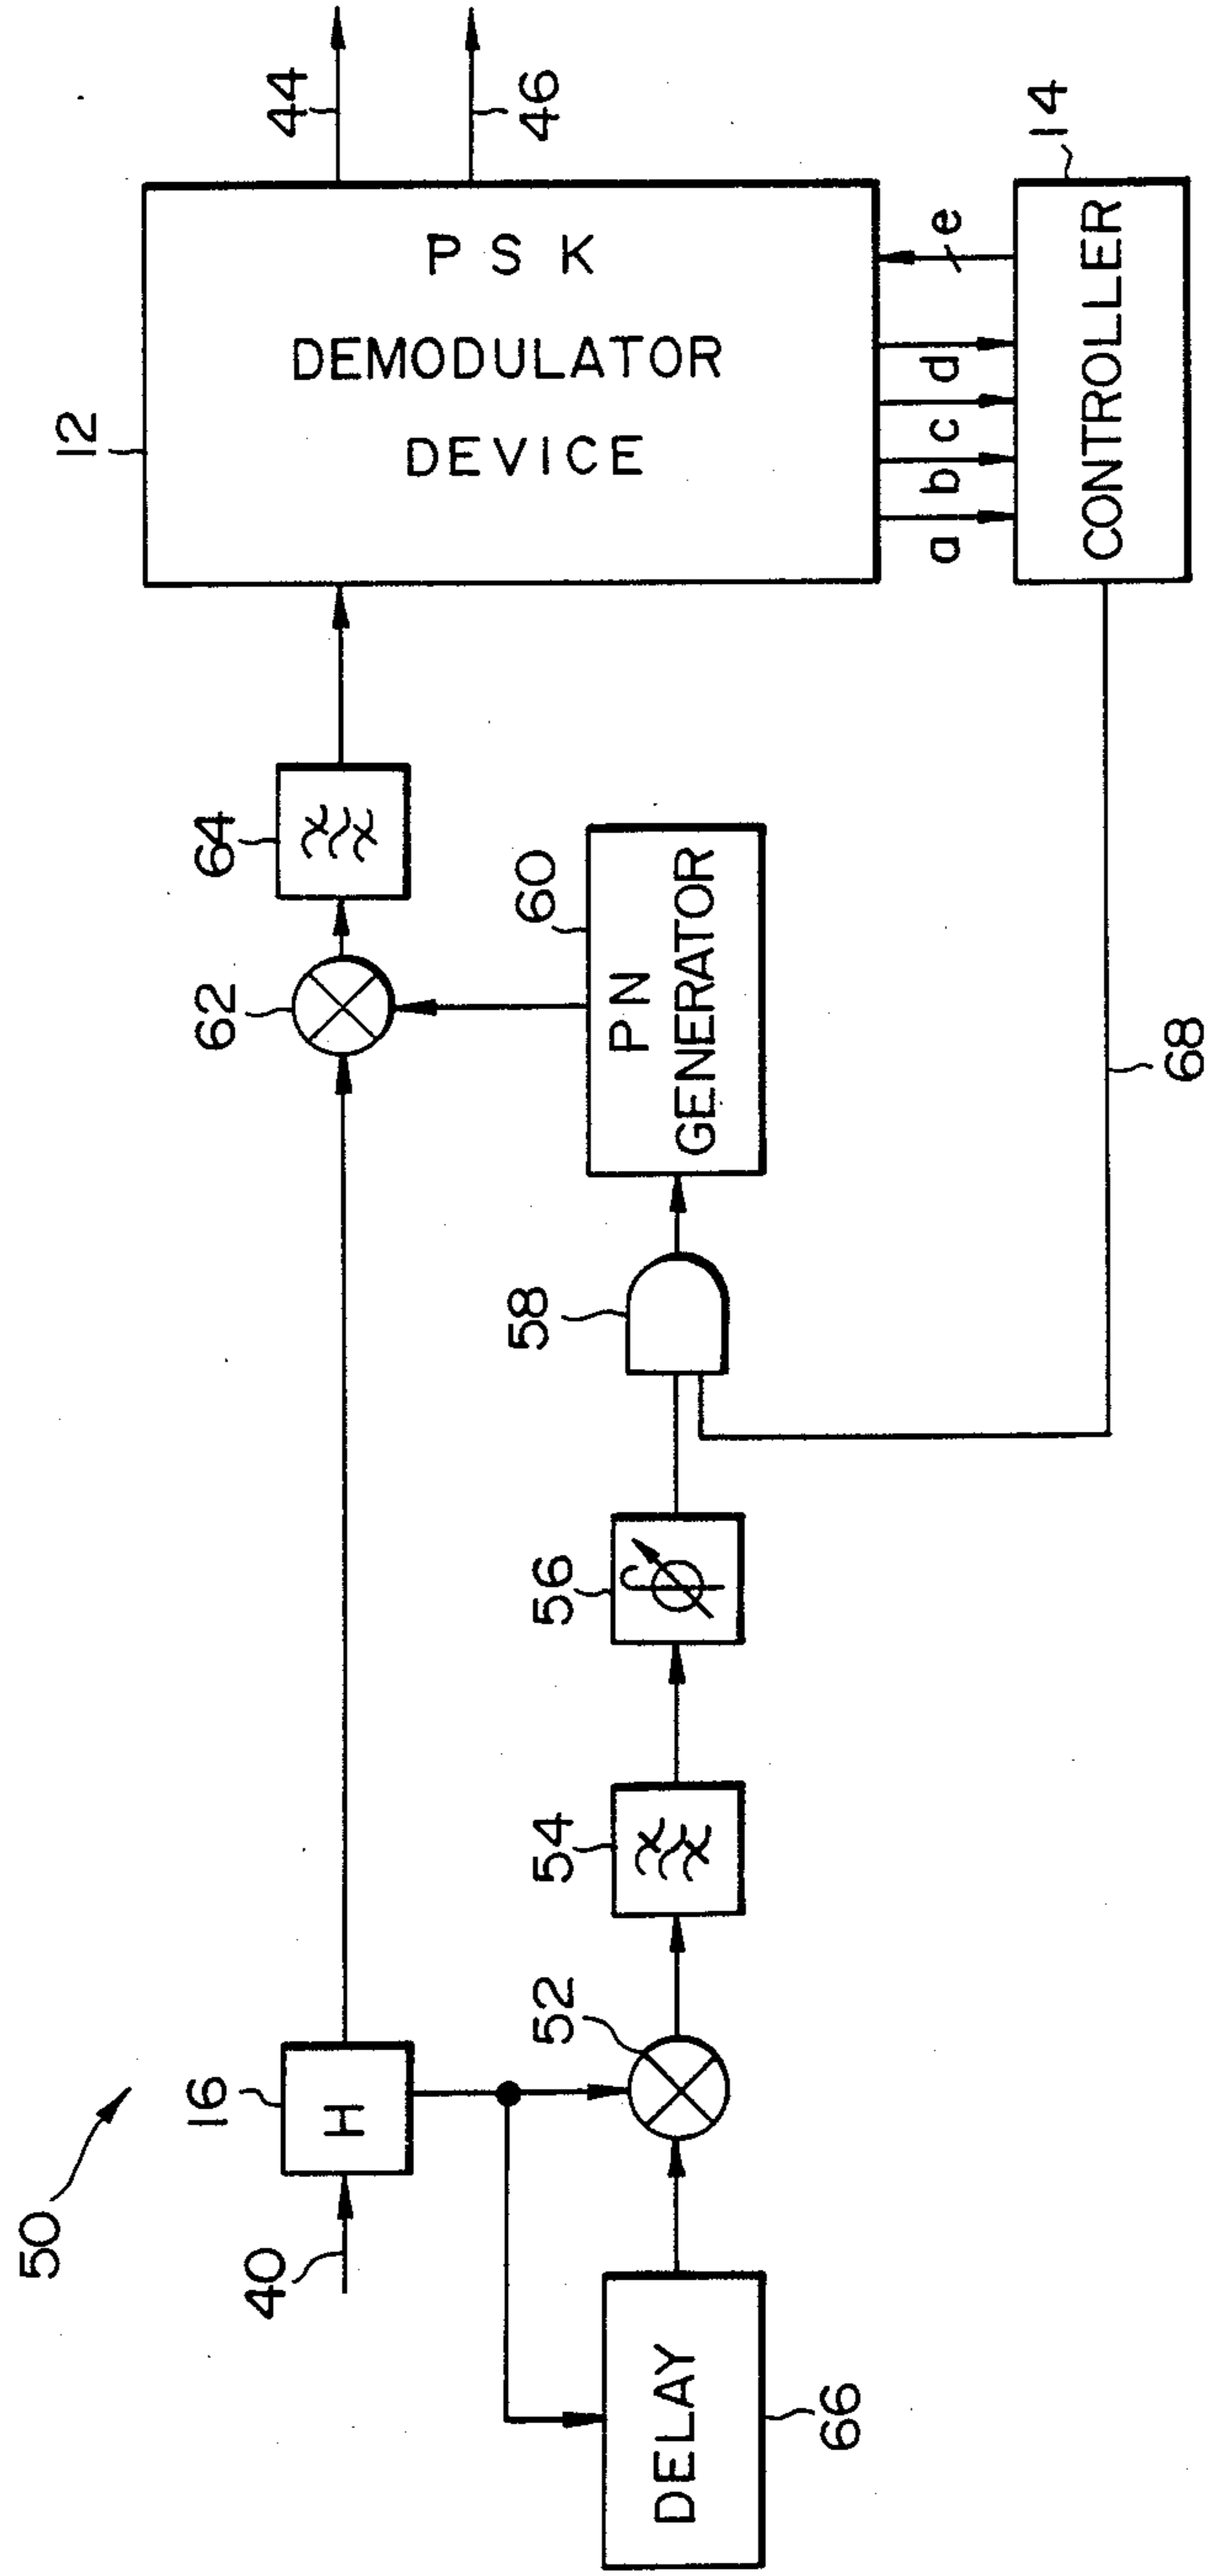 50
40
16
H
62
64
12
P S K
DEMODULATOR
DEVICE
44
46
a
b
c
d
e
14
CONTROLLER
DELAY
66
52
54
56
58
60
PN
GENERATOR
68